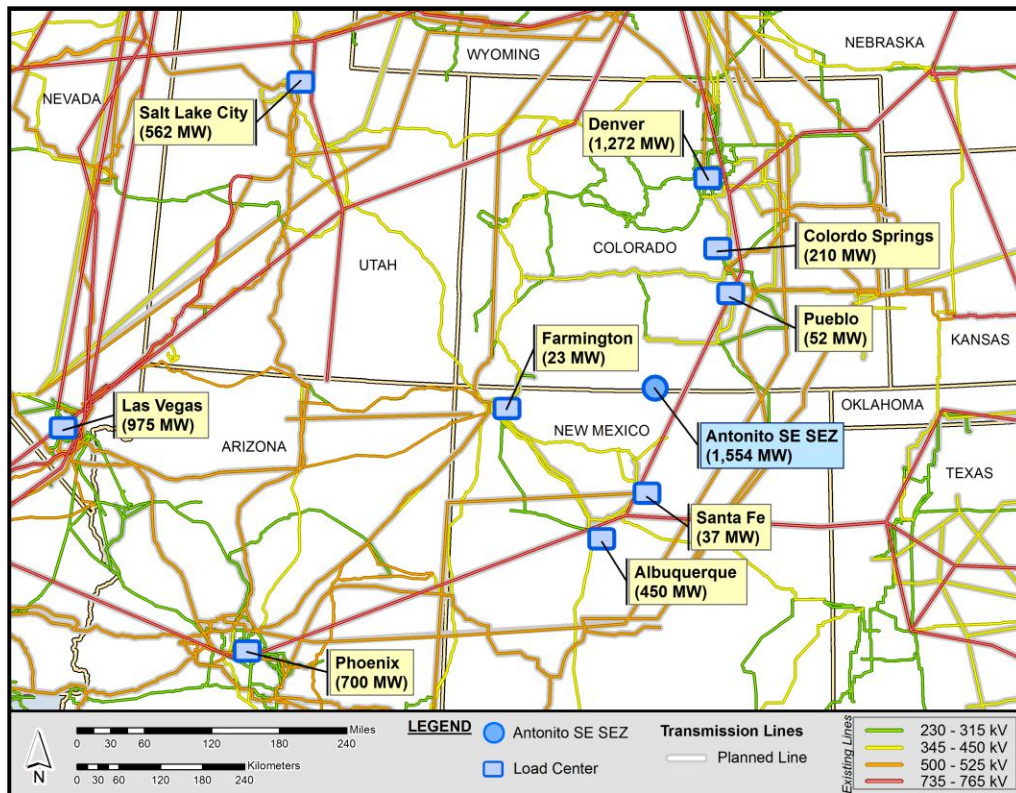 WYOMING
NEBRASKA
NEVADA
Salt Lake City
(562 MW)
Denver
(1,272 MW)
COLORADO
Colordo Springs
(210 MW)
UTAH
Pueblo
(52 MW)
KANSAS
Farmington
(23 MW)
Las Vegas
(975 MW)
ARIZONA
NEW MEXICO
OKLAHOMA
Antonito SE SEZ
(1,554 MW)
TEXAS
Santa Fe
(37 MW)
Albuquerque
(450 MW)
Phoenix
(700 MW)
N
Miles
0 30 60 120 180 240
Kilometers
0 30 60 120 180 240
LEGEND
Antonito SE SEZ
Load Center
Transmission Lines
Planned Line
Existing Lines
230 - 315 kV
345 - 450 kV
500 - 525 kV
735 - 765 kV